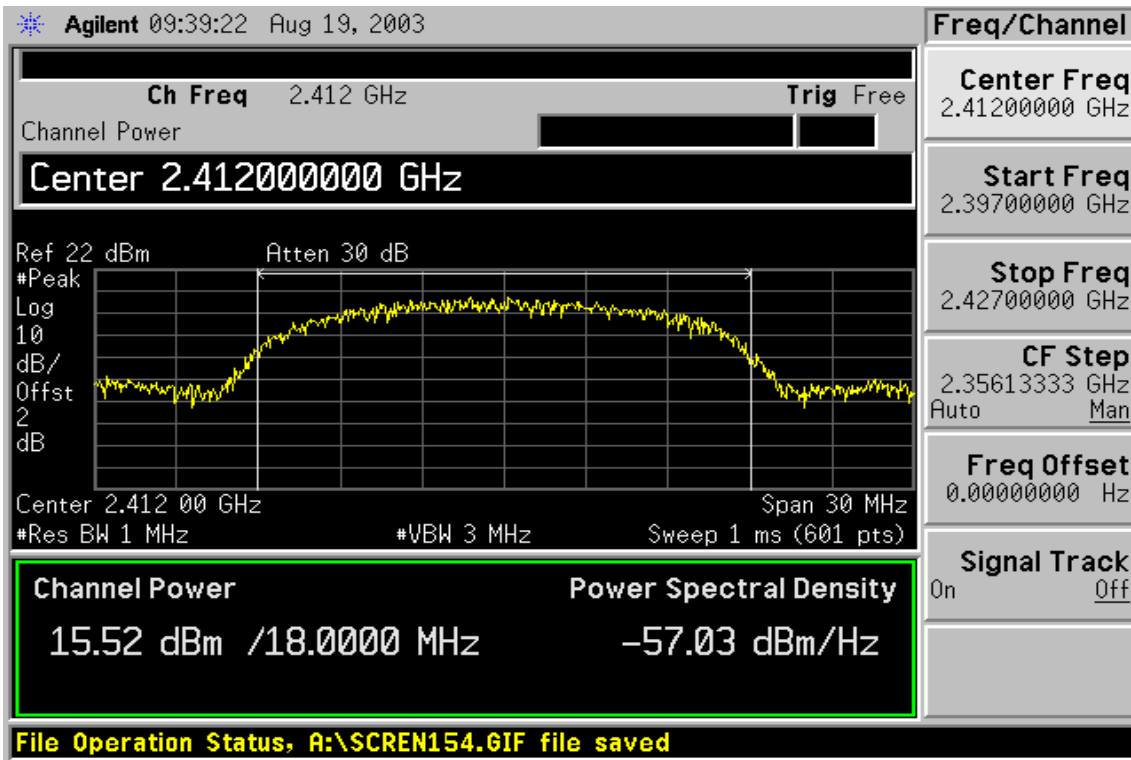 Agilent 09:39:22 Aug 19, 2003
Freq/Channel
Ch Freq 2.412 GHz Trig Free
Channel Power
Center 2.412000000 GHz
Ref 22 dBm Atten 30 dB
#Peak
Log
10
dB/
Offst
2
dB
Center 2.412 00 GHz Span 30 MHz
#Res BW 1 MHz #VBW 3 MHz Sweep 1 ms (601 pts)
Channel Power Power Spectral Density
15.52 dBm /18.0000 MHz -57.03 dBm/Hz
File Operation Status, A:\SCREN154.GIF file saved
Center Freq
2.41200000 GHz
Start Freq
2.39700000 GHz
Stop Freq
2.42700000 GHz
CF Step
2.35613333 GHz
Auto Man
Freq Offset
0.00000000 Hz
Signal Track
On Off